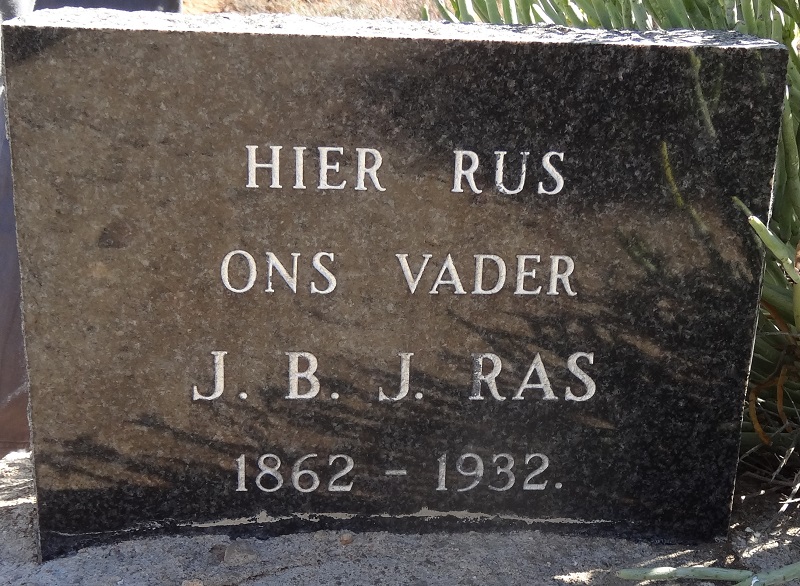 HIER RUS
ONS VADER
J. B. J. RAS
1862 - 1932.